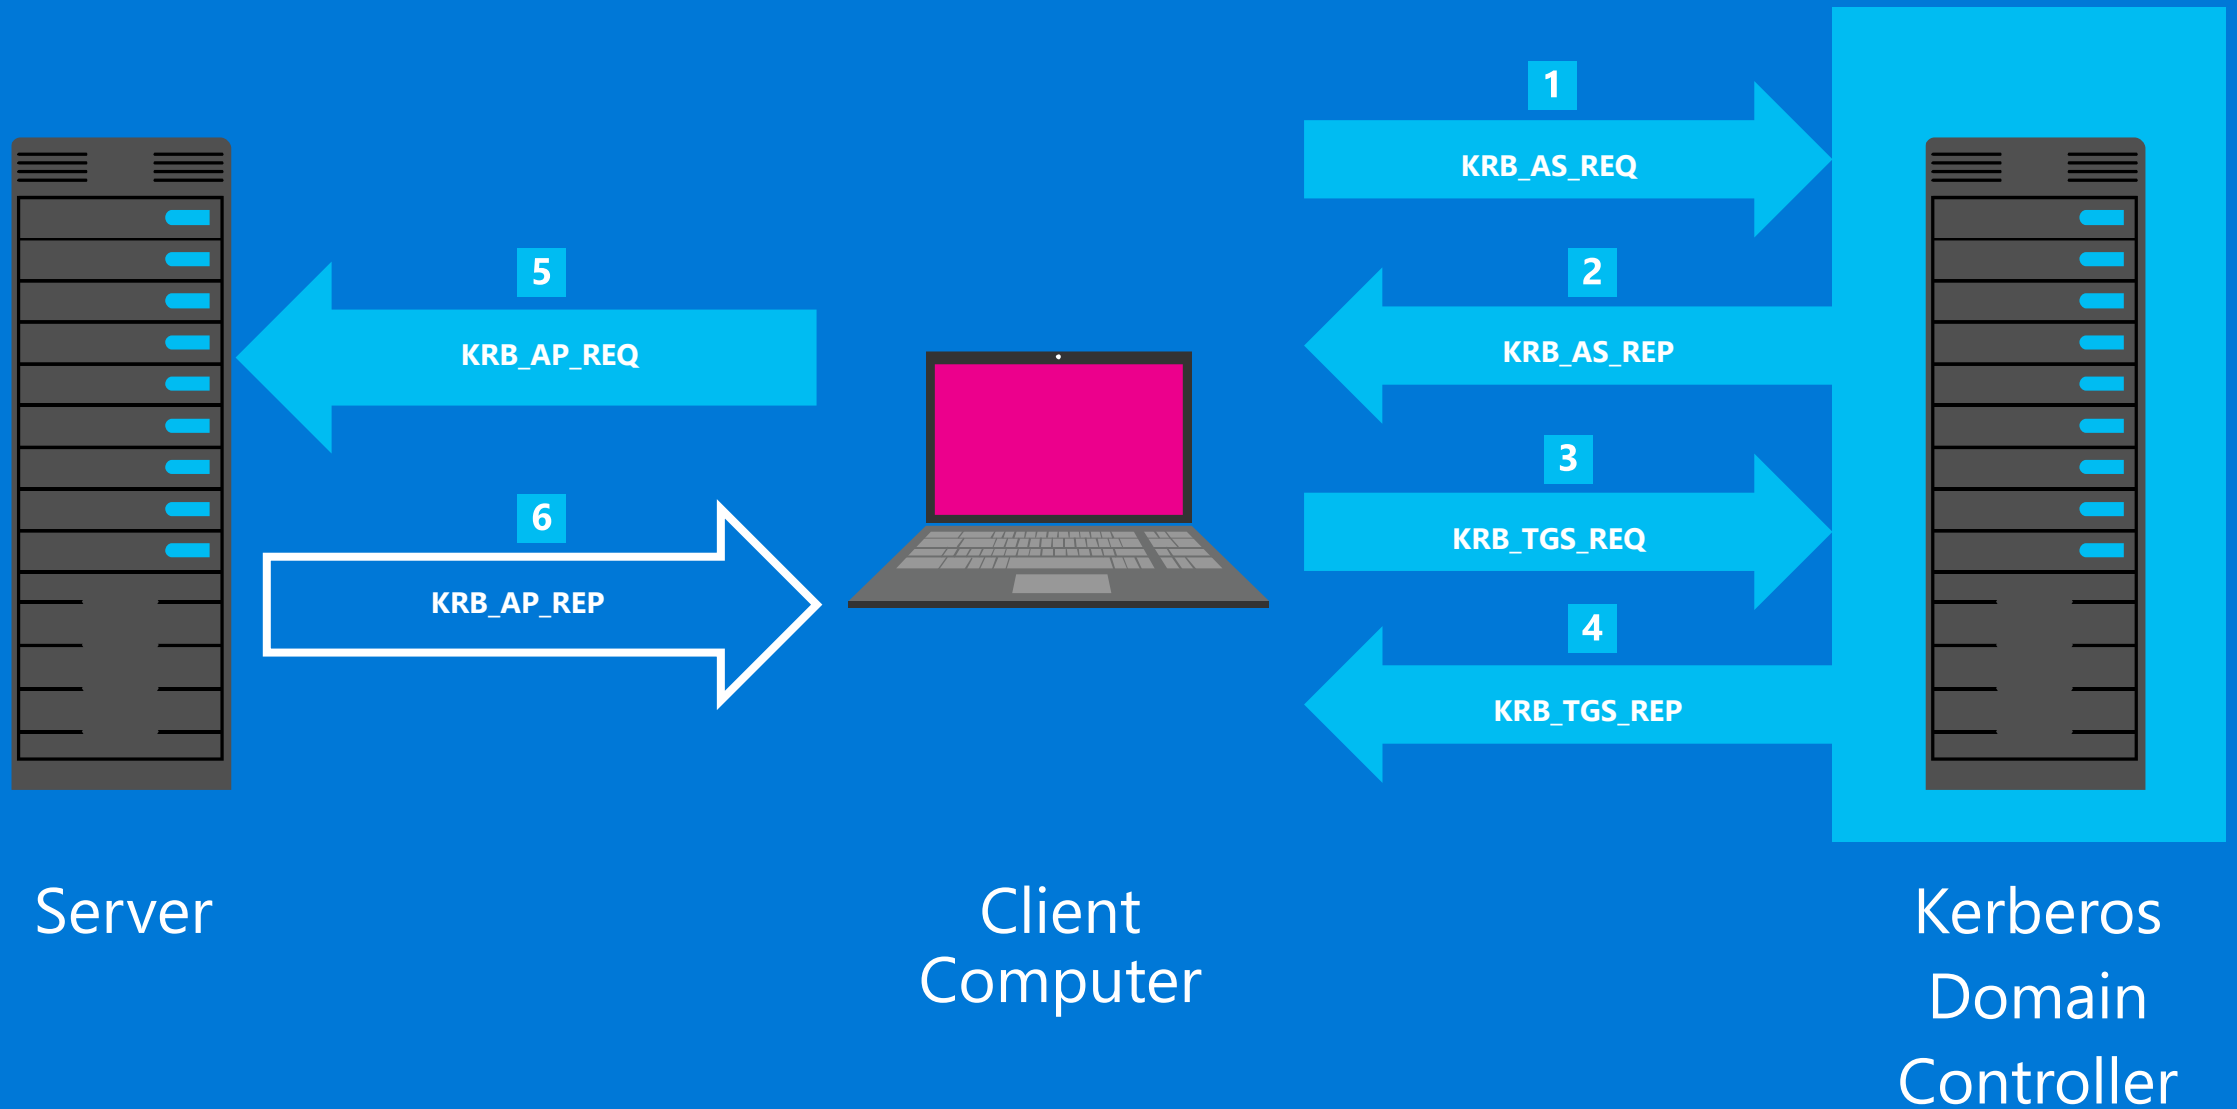 1
KRB_AS_REQ
2
KRB_AS_REP
3
KRB_TGS_REQ
4
KRB_TGS_REP
5
KRB_AP_REQ
6
KRB_AP_REP
Server
Client
Computer
Kerberos
Domain
Controller